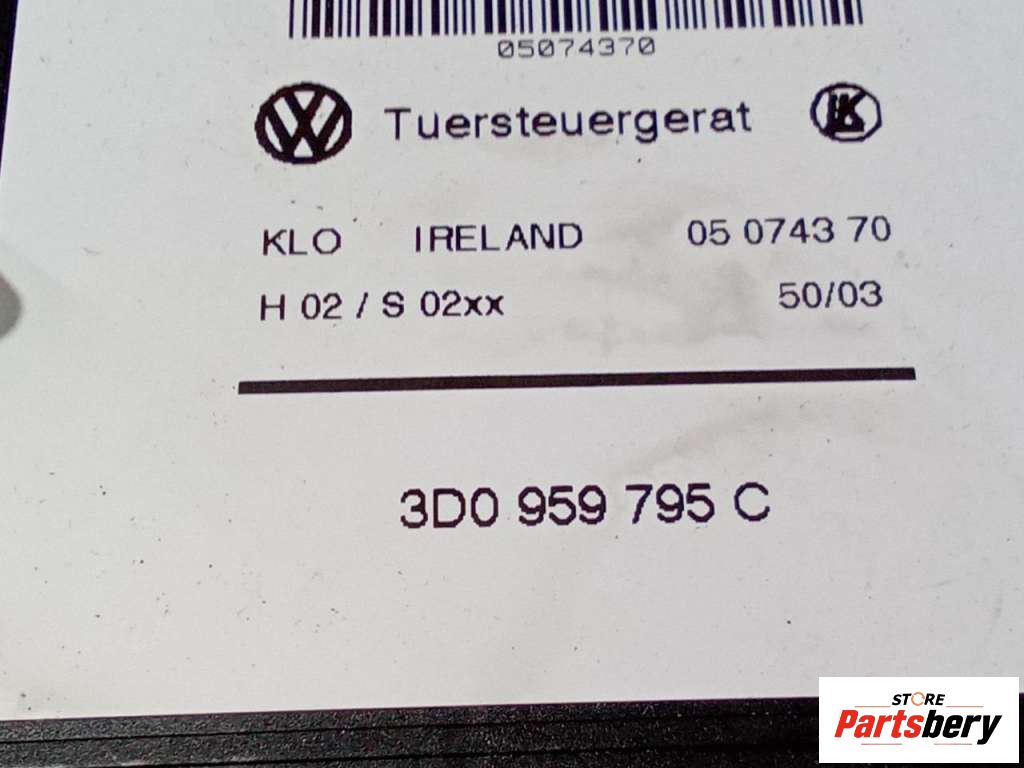 05074370
Tuersteuergerat
KLO IRELAND 05 0743 70
H 02 / S 02xx 50/03
3D0 959 795 C
STORE
Partsbery